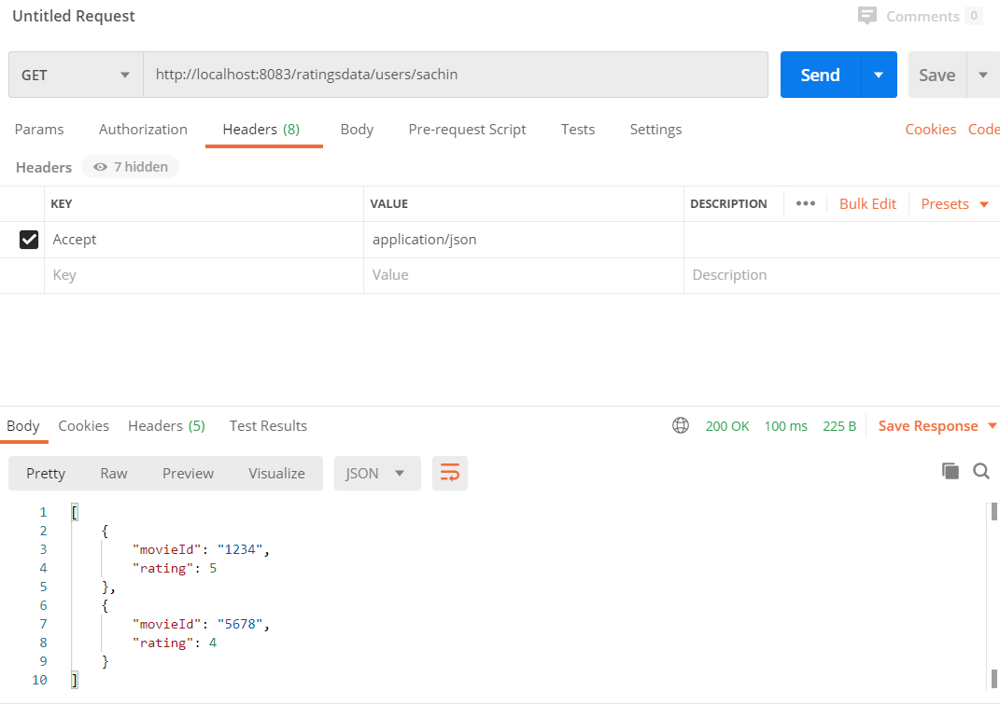 Untitled Request Comments 0
GET http://localhost:8083/ratingsdata/users/sachin Send Save
Params Authorization Headers (8) Body Pre-request Script Tests Settings Cookies Code
Headers 7 hidden
KEY VALUE DESCRIPTION ••• Bulk Edit Presets
Accept application/json
Key Value Description
Body Cookies Headers (5) Test Results 200 OK 100 ms 225 B Save Response
Pretty Raw Preview Visualize JSON
1 [
2 {
3 "movieId": "1234",
4 "rating": 5
5 },
6 {
7 "movieId": "5678",
8 "rating": 4
9 }
10 ]